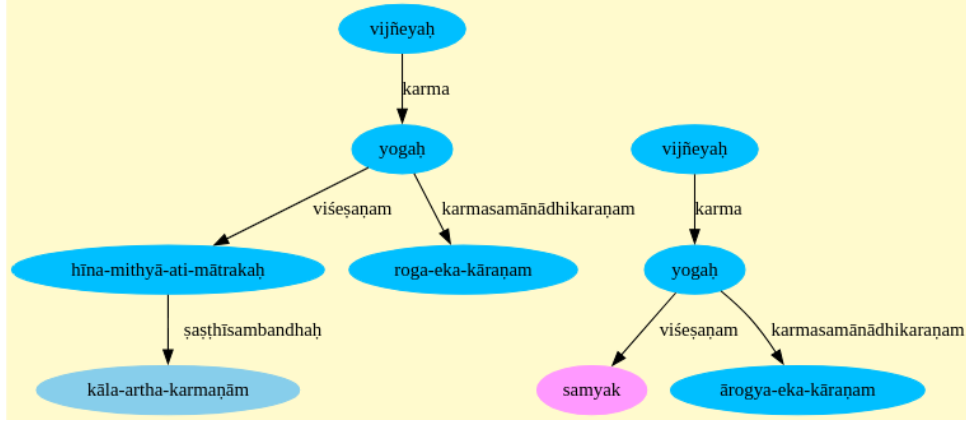 vijñeyaḥ
karma
yogaḥ
vijñeyaḥ
viśeṣaṇam
karmasamānādhikaraṇam
karma
hīna-mithyā-ati-mātrakaḥ
roga-eka-kāraṇam
yogaḥ
ṣaṣṭhīsambandhaḥ
viśeṣaṇam
karmasamānādhikaraṇam
kāla-artha-karmaṇām
samyak
ārogya-eka-kāraṇam